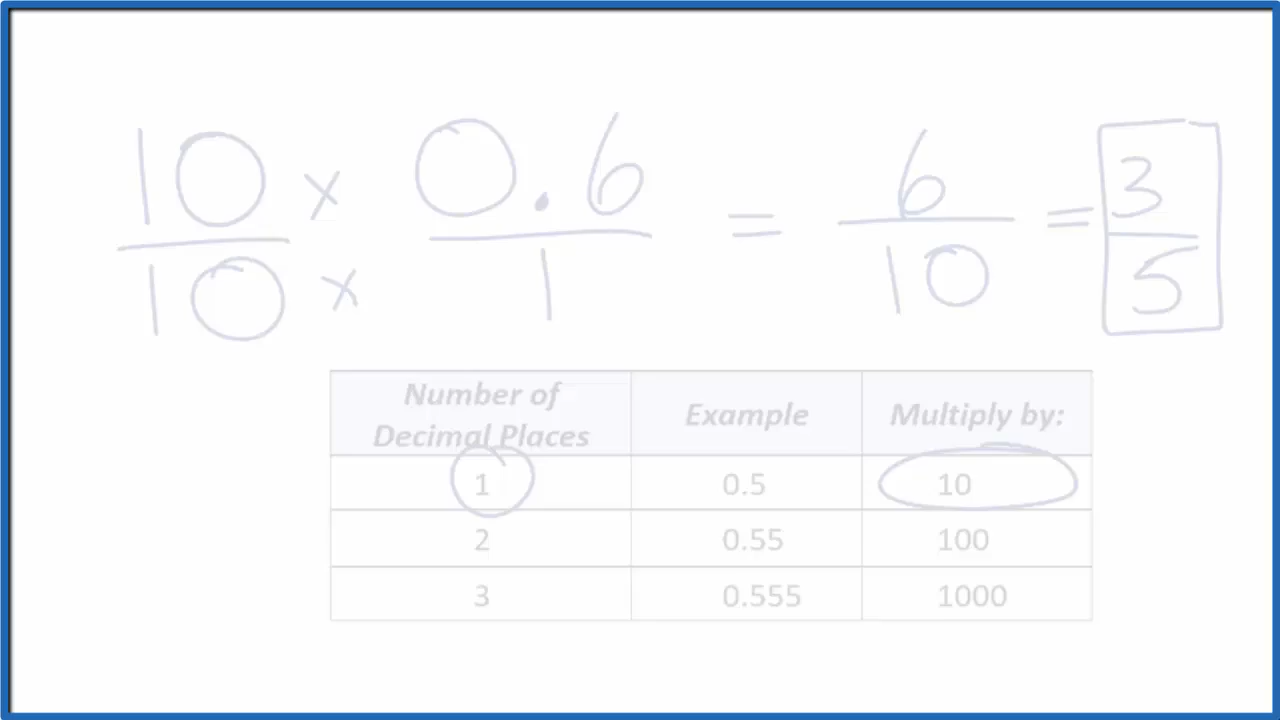 10 × 0.6 = 6 = 3
10 × 1 10 5
Number of Decimal Places Example Multiply by:
1 0.5 10
2 0.55 100
3 0.555 1000